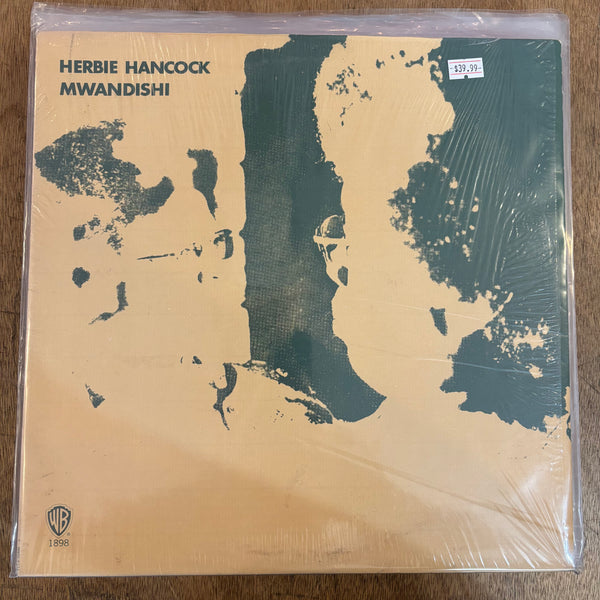 HERBIE HANCOCK
MWANDISHI
$39.99
WB
1898